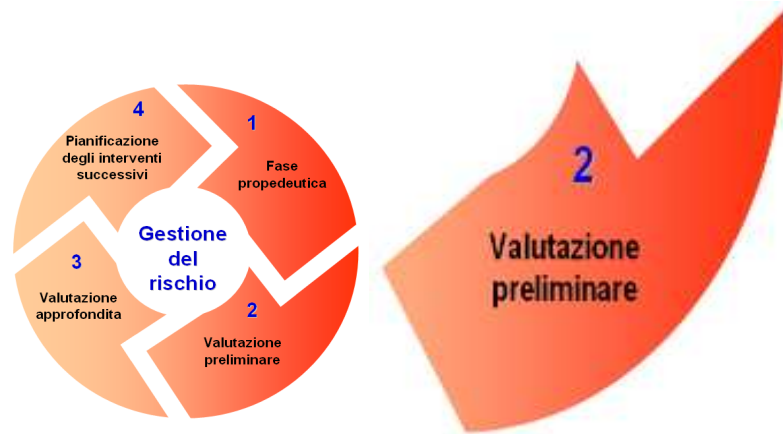 4
Pianificazione
degli interventi
successivi
1
Fase
propedeutica
Gestione
del
rischio
3
Valutazione
approfondita
2
Valutazione
preliminare
2
Valutazione
preliminare